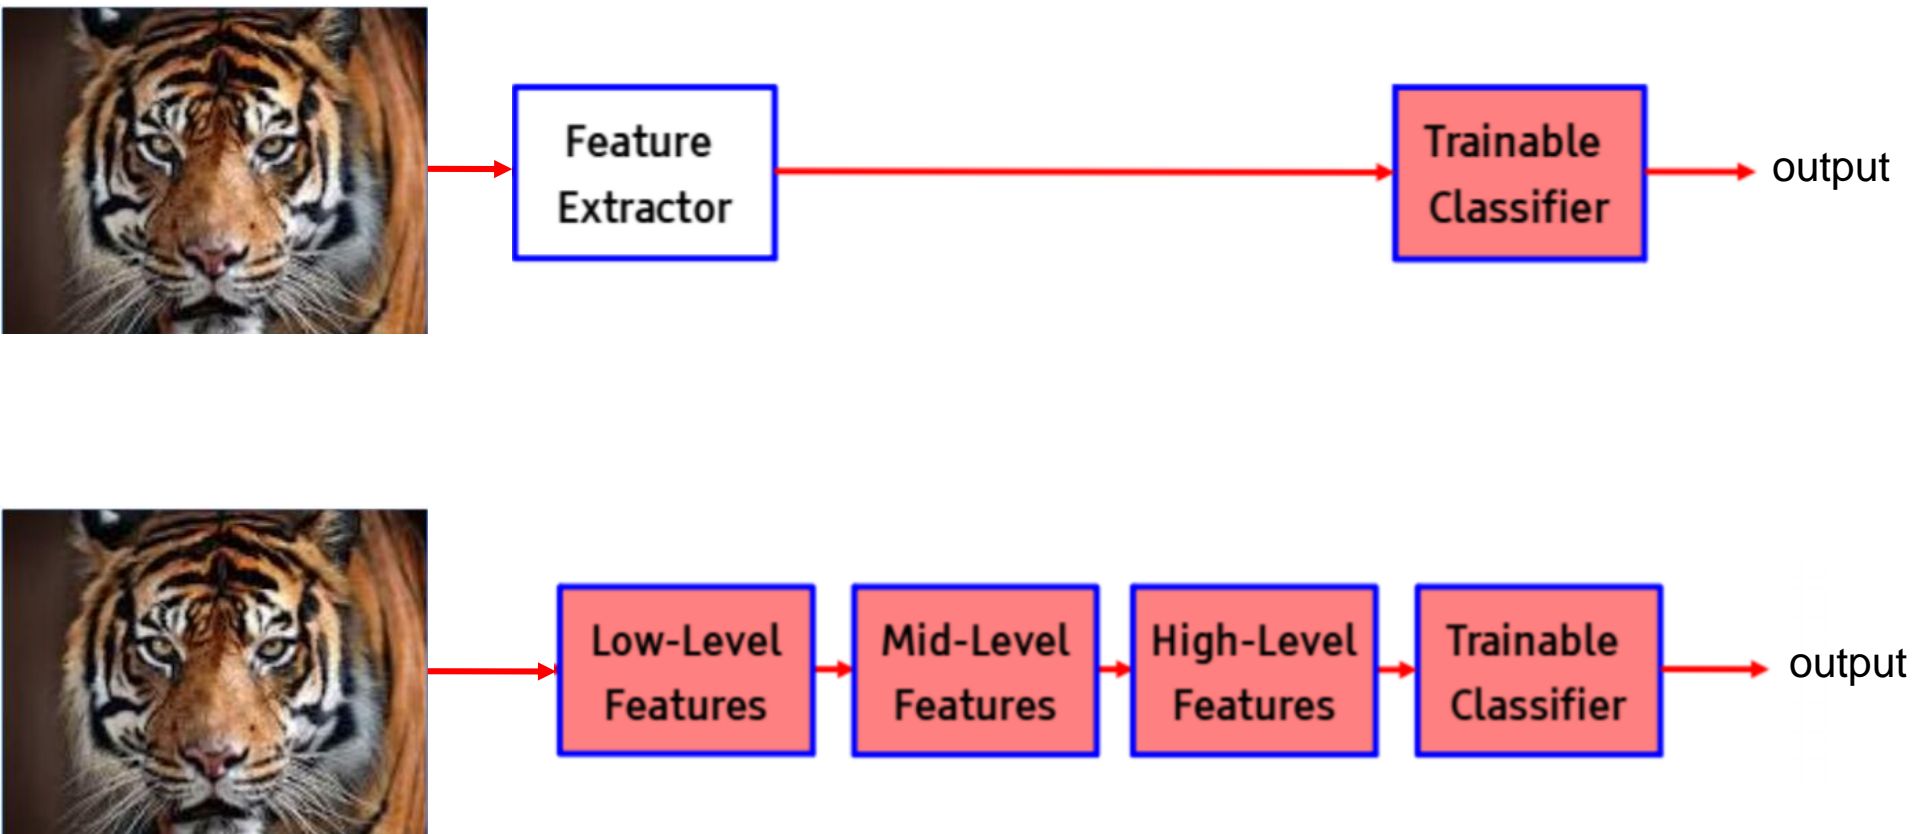 Feature
Extractor
Trainable
Classifier
output
Low-Level
Features
Mid-Level
Features
High-Level
Features
Trainable
Classifier
output